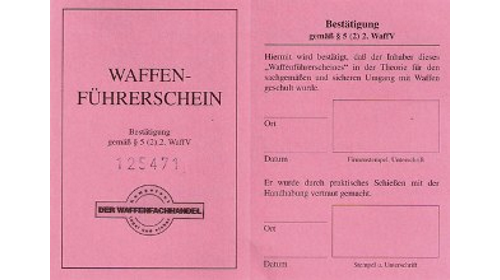 WAFFEN-
FÜHRERSCHEIN
Bestätigung
gemäß § 5 (2) 2. WaffV
125471
DER WAFFENFACHHANDEL
Bestätigung
gemäß § 5 (2) 2. WaffV
Hiermit wird bestätigt, daß der Inhaber dieses
„Waffenführerscheines" in der Theorie für den
sachgemäßen und sicheren Umgang mit Waffen
geschult wurde.
Ort
Datum
Firmenstempel / Unterschrift
Er wurde durch praktisches Schießen mit der
Handhabung vertraut gemacht.
Ort
Datum
Stempel u. Unterschrift